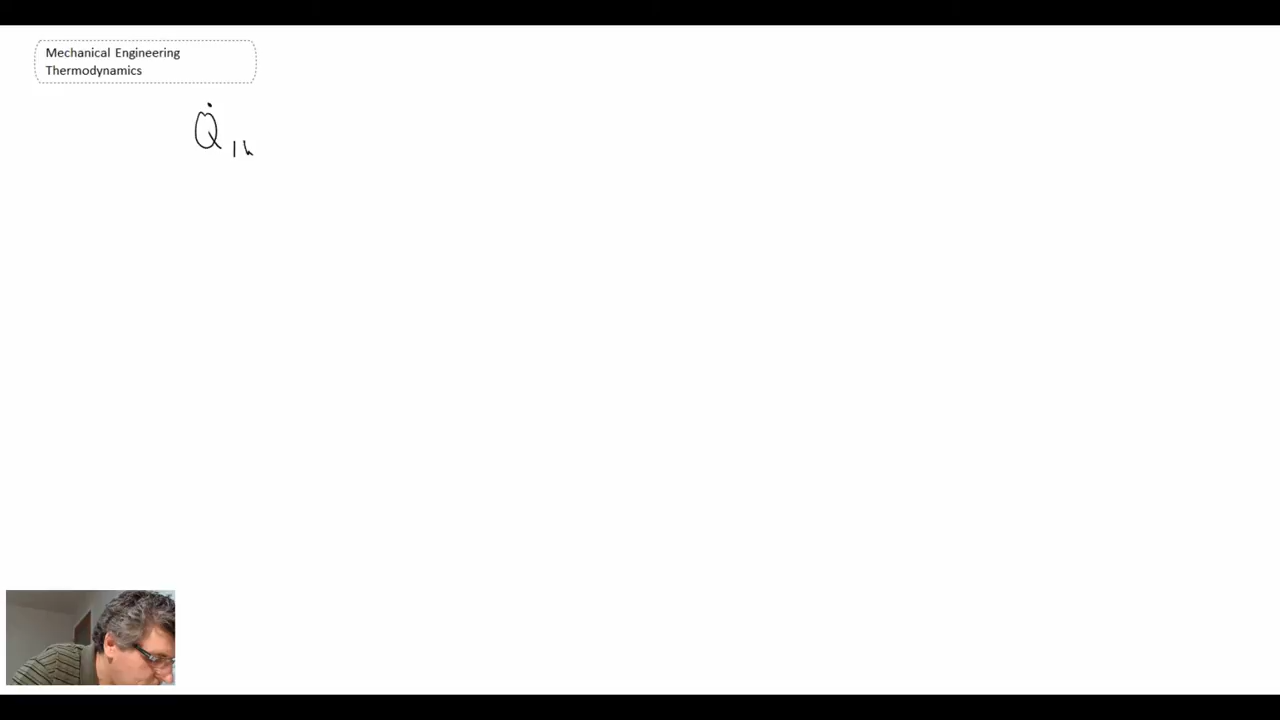 Mechanical Engineering
Thermodynamics
Q̇